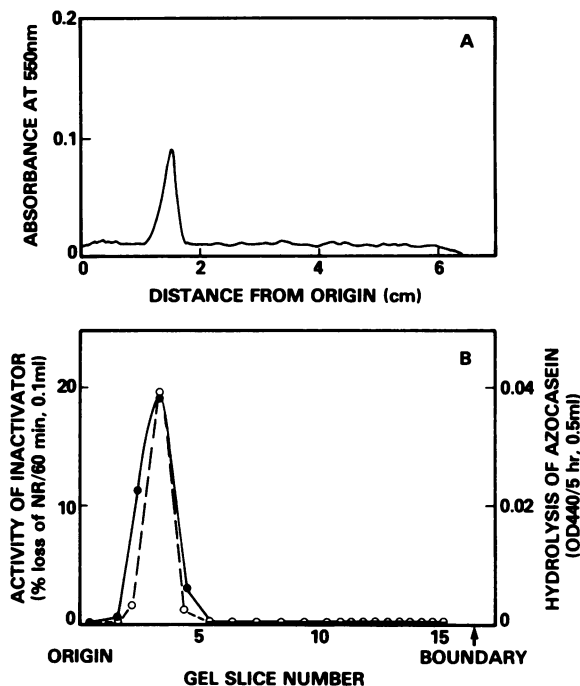 0.2
A
ABSORBANCE AT 550nm
0.1
0
0 2 4 6
DISTANCE FROM ORIGIN (cm)
B
ACTIVITY OF INACTIVATOR
(% loss of NR/60 min, 0.1ml)
20
10
0
0.04
0.02
0
HYDROLYSIS OF AZOCASEIN
(OD440/5 hr, 0.5ml)
5 10 15
ORIGIN
BOUNDARY
GEL SLICE NUMBER